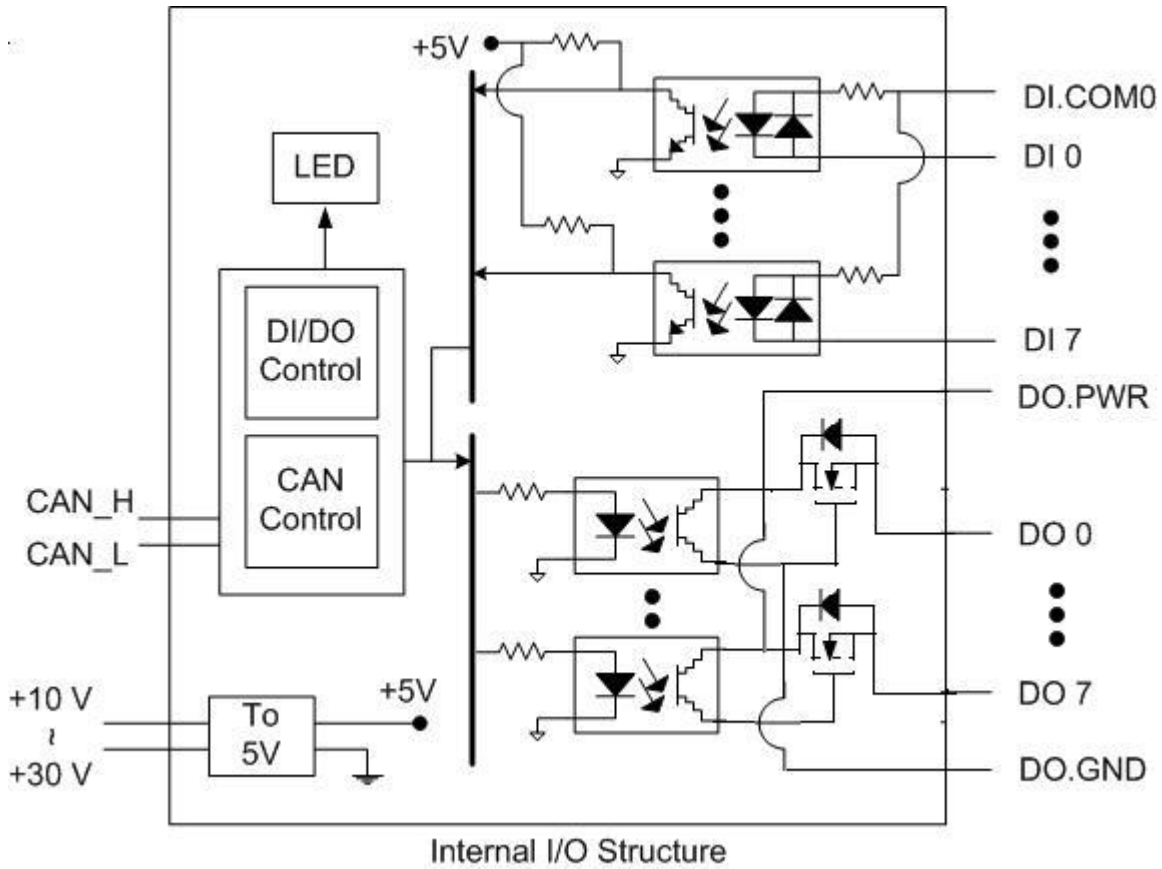 +5V
DI.COM0
DI 0
LED
DI 7
DI/DO
Control
DO.PWR
CAN
Control
CAN_H
CAN_L
DO 0
DO 7
+10 V
~
+30 V
To
5V
+5V
DO.GND
Internal I/O Structure